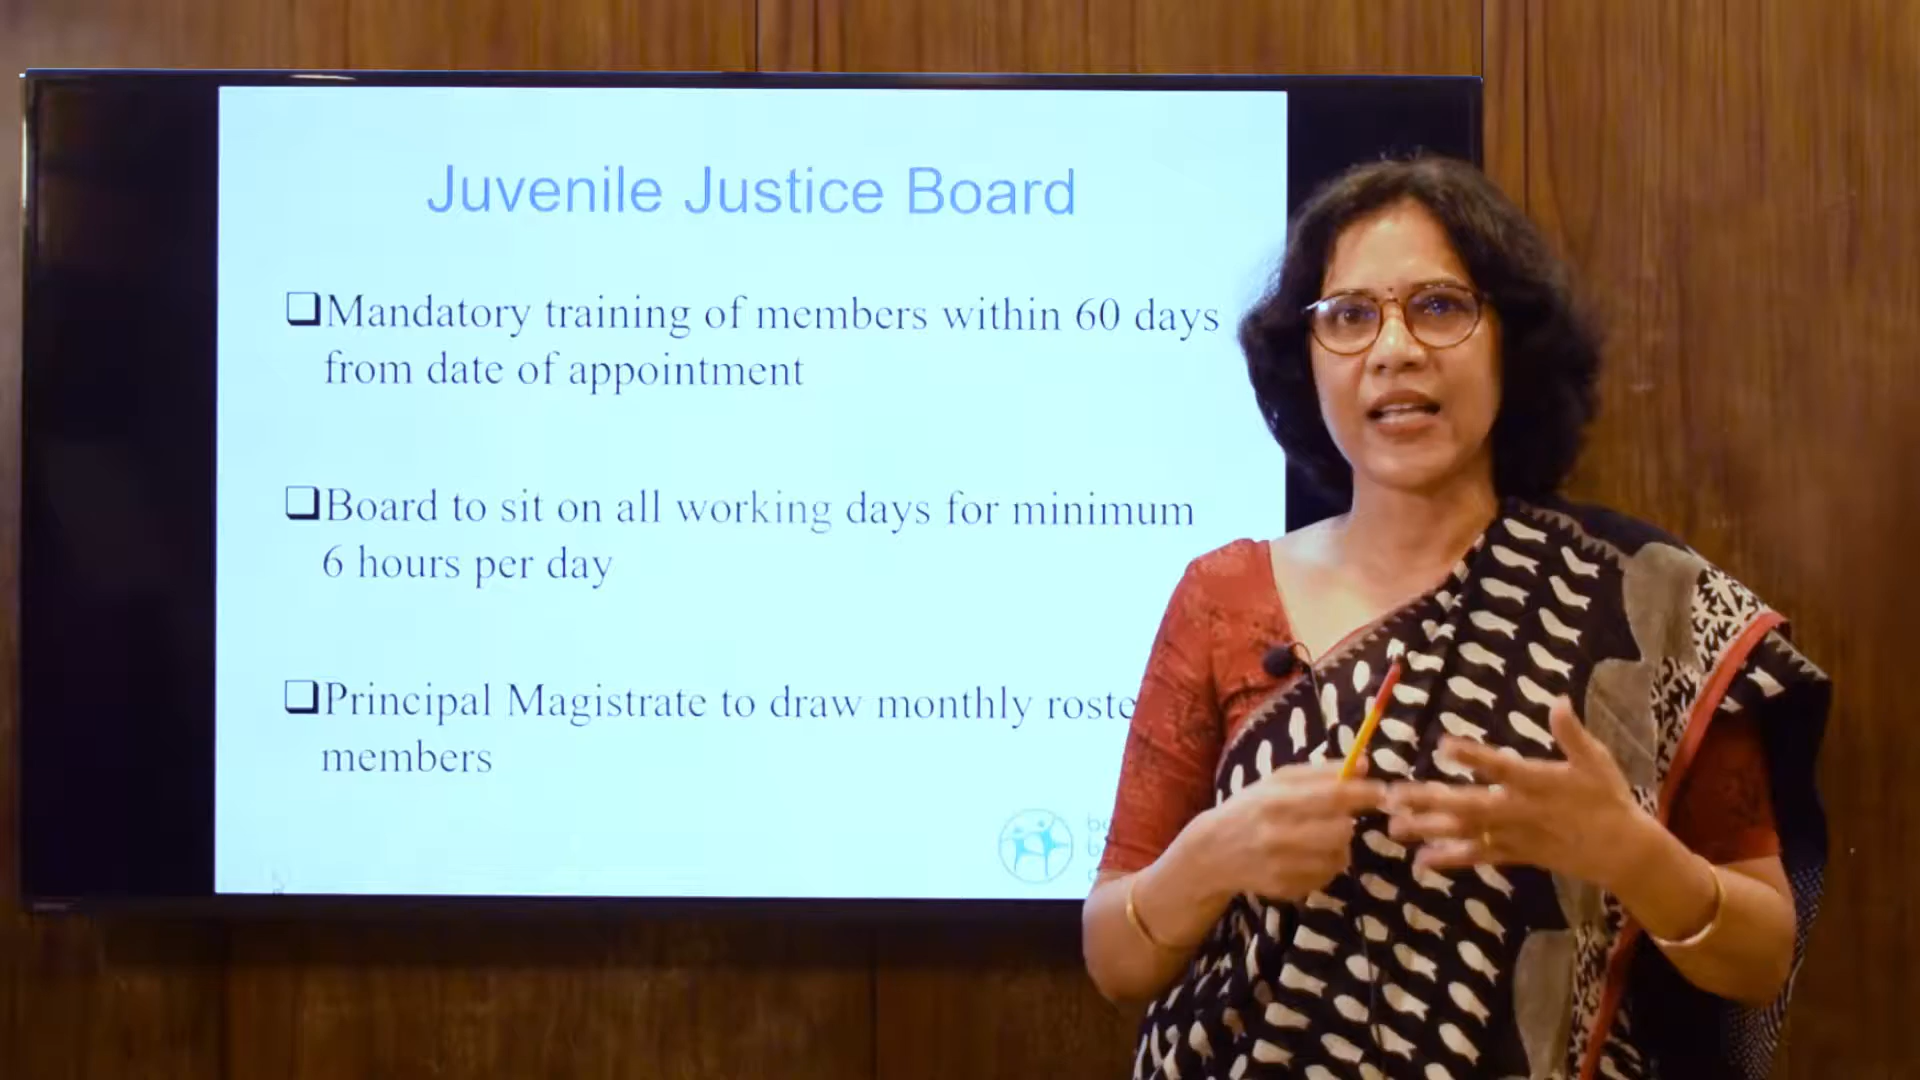 Juvenile Justice Board
❑Mandatory training of members within 60 days
from date of appointment
❑Board to sit on all working days for minimum
6 hours per day
❑Principal Magistrate to draw monthly roste
members